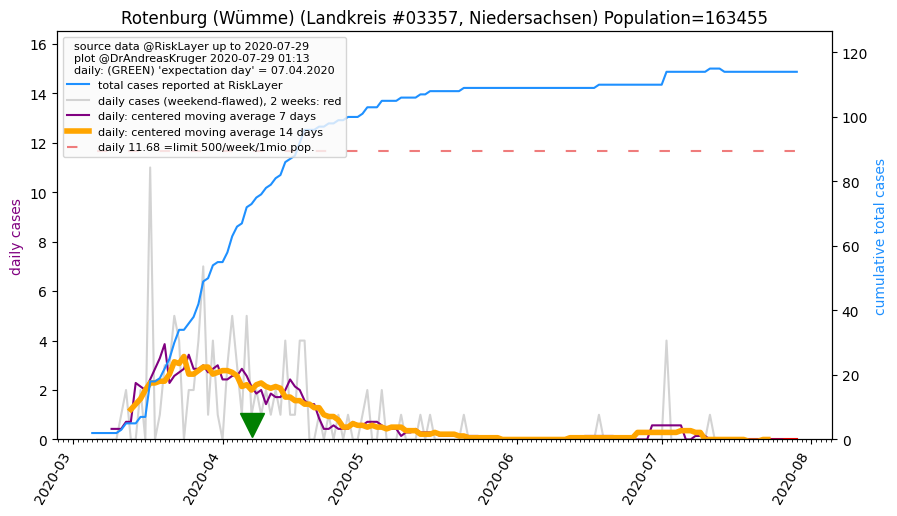 Rotenburg (Wümme) (Landkreis #03357, Niedersachsen) Population=163455
source data @RiskLayer up to 2020-07-29
plot @DrAndreasKruger 2020-07-29 01:13
daily: (GREEN) 'expectation day' = 07.04.2020
total cases reported at RiskLayer
daily cases (weekend-flawed), 2 weeks: red
daily: centered moving average 7 days
daily: centered moving average 14 days
daily 11.68 =limit 500/week/1mio pop.
daily cases
16
14
12
10
8
6
4
2
0
cumulative total cases
120
100
80
60
40
20
0
2020-03
2020-04
2020-05
2020-06
2020-07
2020-08